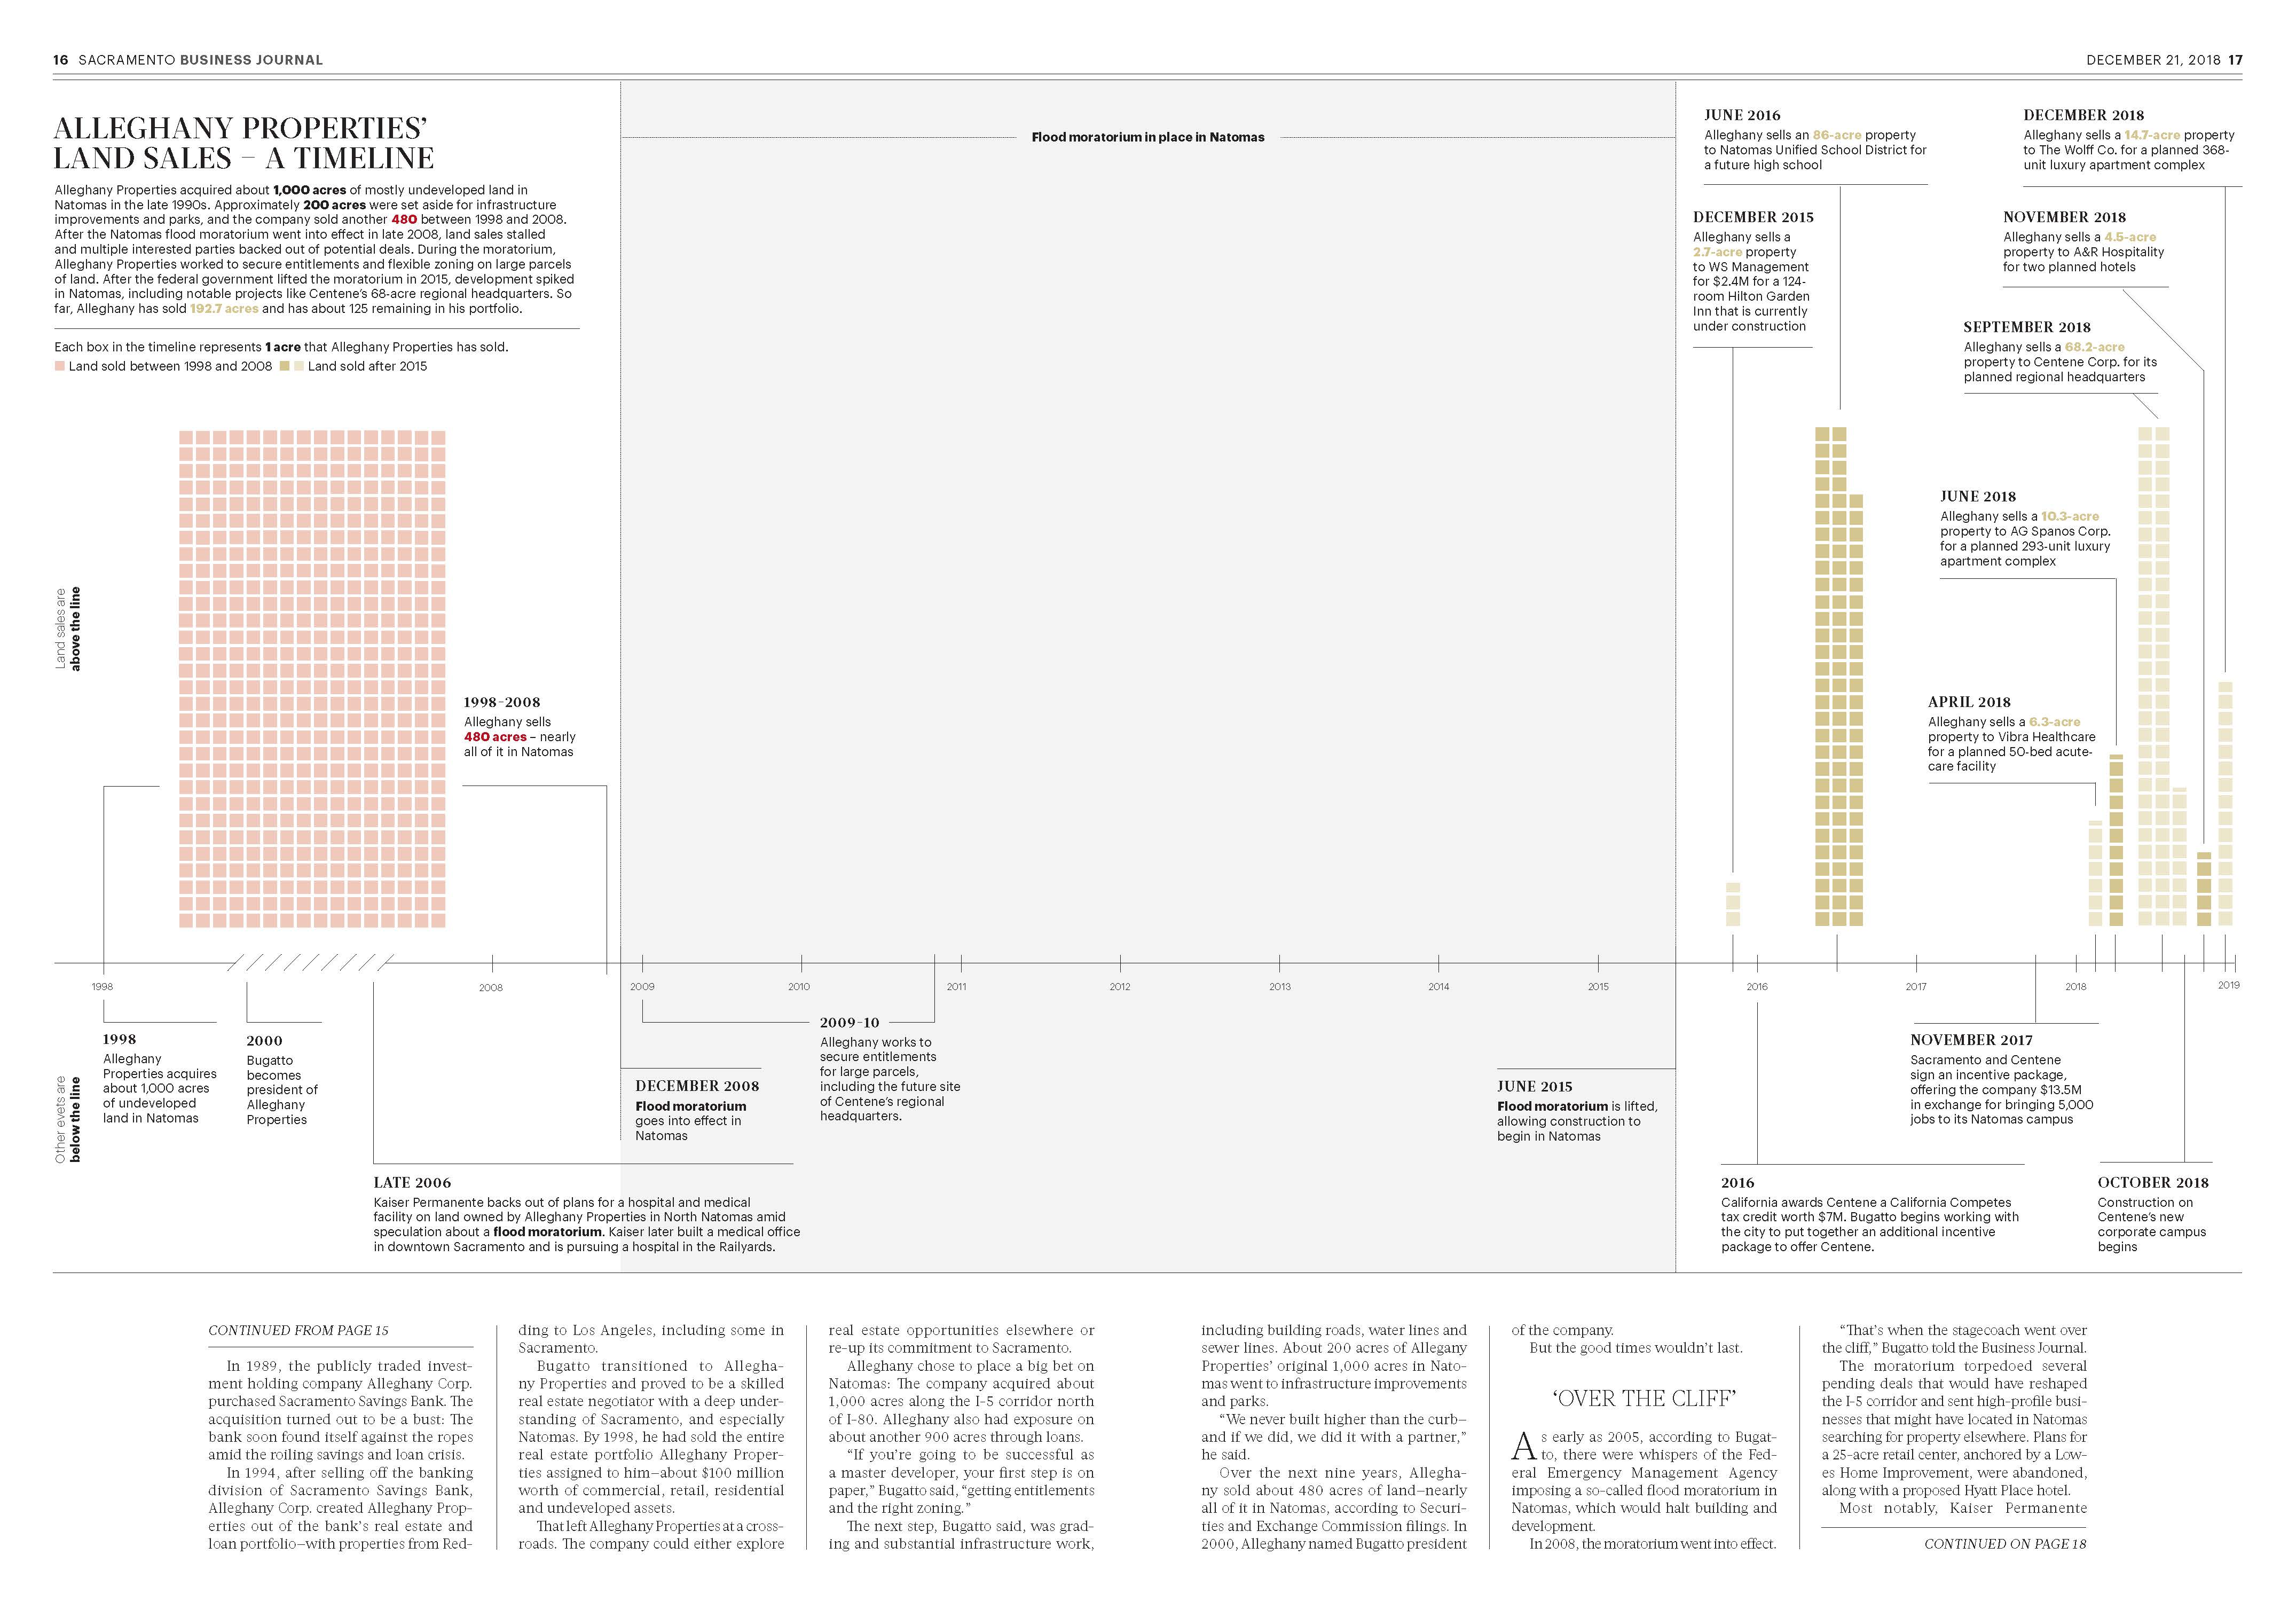 16 SACRAMENTO BUSINESS JOURNAL
DECEMBER 21, 2018 17
ALLEGHANY PROPERTIES’
LAND SALES – A TIMELINE
Alleghany Properties acquired about 1,000 acres of mostly undeveloped land in
Natomas in the late 1990s. Approximately 200 acres were set aside for infrastructure
improvements and parks, and the company sold another 480 between 1998 and 2008.
After the Natomas flood moratorium went into effect in late 2008, land sales stalled
and multiple interested parties backed out of potential deals. During the moratorium,
Alleghany Properties worked to secure entitlements and flexible zoning on large parcels
of land. After the federal government lifted the moratorium in 2015, development spiked
in Natomas, including notable projects like Centene’s 68-acre regional headquarters. So
far, Alleghany has sold 192.7 acres and has about 125 remaining in his portfolio.
Each box in the timeline represents 1 acre that Alleghany Properties has sold.
Land sold between 1998 and 2008
Land sold after 2015
Flood moratorium in place in Natomas
JUNE 2016
Alleghany sells an 86-acre property
to Natomas Unified School District for
a future high school
DECEMBER 2018
Alleghany sells a 14.7-acre property
to The Wolff Co. for a planned 368-
unit luxury apartment complex
DECEMBER 2015
Alleghany sells a
2.7-acre property
to WS Management
for $2.4M for a 124-
room Hilton Garden
Inn that is currently
under construction
NOVEMBER 2018
Alleghany sells a 4.5-acre
property to A&R Hospitality
for two planned hotels
SEPTEMBER 2018
Alleghany sells a 68.2-acre
property to Centene Corp. for its
planned regional headquarters
JUNE 2018
Alleghany sells a 10.3-acre
property to AG Spanos Corp.
for a planned 293-unit luxury
apartment complex
APRIL 2018
Alleghany sells a 6.3-acre
property to Vibra Healthcare
for a planned 50-bed acute-
care facility
Land sales are
above the line
1998–2008
Alleghany sells
480 acres – nearly
all of it in Natomas
1998
2008
2009
2010
2011
2012
2013
2014
2015
2016
2017
2018
2019
Other evets are
below the line
1998
Alleghany
Properties acquires
about 1,000 acres
of undeveloped
land in Natomas
2000
Bugatto
becomes
president of
Alleghany
Properties
LATE 2006
Kaiser Permanente backs out of plans for a hospital and medical
facility on land owned by Alleghany Properties in North Natomas amid
speculation about a flood moratorium. Kaiser later built a medical office
in downtown Sacramento and is pursuing a hospital in the Railyards.
DECEMBER 2008
Flood moratorium
goes into effect in
Natomas
2009–10
Alleghany works to
secure entitlements
for large parcels,
including the future site
of Centene’s regional
headquarters.
JUNE 2015
Flood moratorium is lifted,
allowing construction to
begin in Natomas
2016
California awards Centene a California Competes
tax credit worth $7M. Bugatto begins working with
the city to put together an additional incentive
package to offer Centene.
NOVEMBER 2017
Sacramento and Centene
sign an incentive package,
offering the company $13.5M
in exchange for bringing 5,000
jobs to its Natomas campus
OCTOBER 2018
Construction on
Centene’s new
corporate campus
begins
CONTINUED FROM PAGE 15
In 1989, the publicly traded invest-
ment holding company Alleghany Corp.
purchased Sacramento Savings Bank. The
acquisition turned out to be a bust: The
bank soon found itself against the ropes
amid the roiling savings and loan crisis.
In 1994, after selling off the banking
division of Sacramento Savings Bank,
Alleghany Corp. created Alleghany Prop-
erties out of the bank’s real estate and
loan portfolio—with properties from Red-
ding to Los Angeles, including some in
Sacramento.
Bugatto transitioned to Allegha-
ny Properties and proved to be a skilled
real estate negotiator with a deep under-
standing of Sacramento, and especially
Natomas. By 1998, he had sold the entire
real estate portfolio Alleghany Proper-
ties assigned to him—about $100 million
worth of commercial, retail, residential
and undeveloped assets.
That left Alleghany Properties at a cross-
roads. The company could either explore
real estate opportunities elsewhere or
re-up its commitment to Sacramento.
Alleghany chose to place a big bet on
Natomas: The company acquired about
1,000 acres along the I-5 corridor north
of I-80. Alleghany also had exposure on
about another 900 acres through loans.
“If you’re going to be successful as
a master developer, your first step is on
paper,” Bugatto said, “getting entitlements
and the right zoning.”
The next step, Bugatto said, was grad-
ing and substantial infrastructure work,
including building roads, water lines and
sewer lines. About 200 acres of Allegany
Properties’ original 1,000 acres in Nato-
mas went to infrastructure improvements
and parks.
“We never built higher than the curb—
and if we did, we did it with a partner,”
he said.
Over the next nine years, Allegha-
ny sold about 480 acres of land—nearly
all of it in Natomas, according to Securi-
ties and Exchange Commission filings. In
2000, Alleghany named Bugatto president
of the company.
But the good times wouldn’t last.
‘OVER THE CLIFF’
As early as 2005, according to Bugat-
to, there were whispers of the Fed-
eral Emergency Management Agency
imposing a so-called flood moratorium in
Natomas, which would halt building and
development.
In 2008, the moratorium went into effect.
“That’s when the stagecoach went over
the cliff,” Bugatto told the Business Journal.
The moratorium torpedoed several
pending deals that would have reshaped
the I-5 corridor and sent high-profile busi-
nesses that might have located in Natomas
searching for property elsewhere. Plans for
a 25-acre retail center, anchored by a Low-
es Home Improvement, were abandoned,
along with a proposed Hyatt Place hotel.
Most notably, Kaiser Permanente
CONTINUED ON PAGE 18